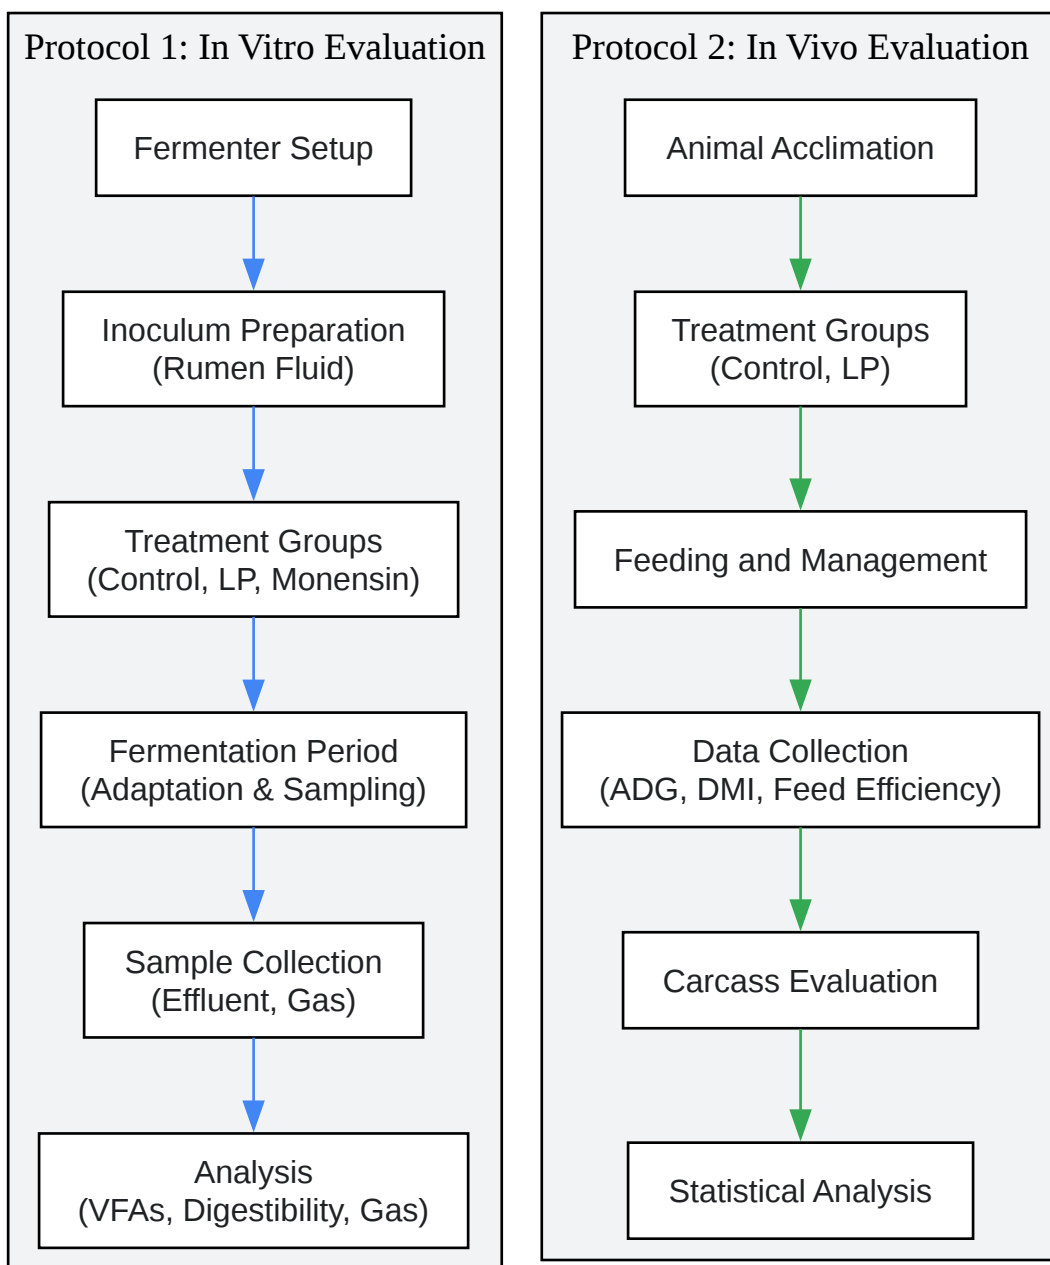 Protocol 1: In Vitro Evaluation
Fermenter Setup
Inoculum Preparation
(Rumen Fluid)
Treatment Groups
(Control, LP, Monensin)
Fermentation Period
(Adaptation & Sampling)
Sample Collection
(Effluent, Gas)
Analysis
(VFAs, Digestibility, Gas)
Protocol 2: In Vivo Evaluation
Animal Acclimation
Treatment Groups
(Control, LP)
Feeding and Management
Data Collection
(ADG, DMI, Feed Efficiency)
Carcass Evaluation
Statistical Analysis